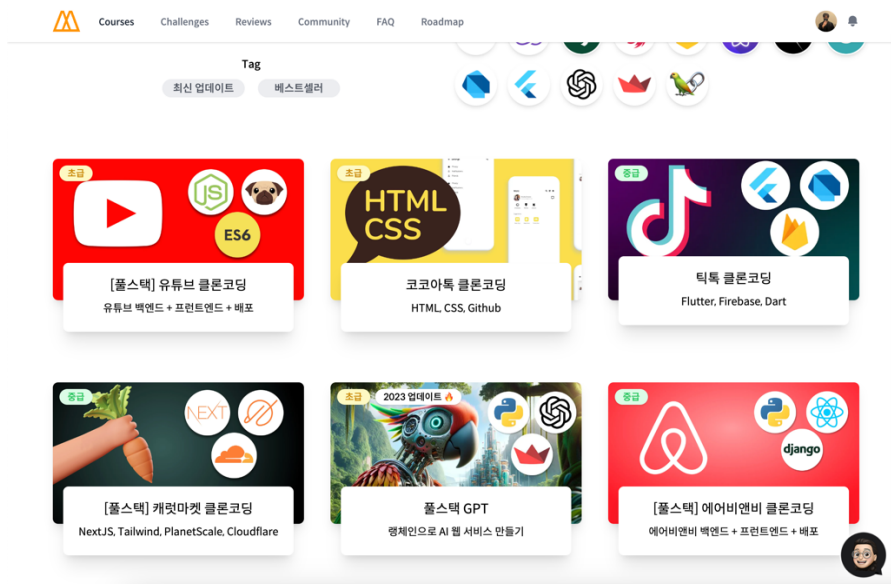 Courses Challenges Reviews Community FAQ Roadmap
Tag
최신 업데이트 베스트셀러
초급
JS
ES6
[풀스택] 유튜브 클론코딩
유튜브 백엔드 + 프런트엔드 + 배포
초급
HTML
CSS
코코아톡 클론코딩
HTML, CSS, Github
중급
틱톡 클론코딩
Flutter, Firebase, Dart
중급
NEXT
[풀스택] 캐럿마켓 클론코딩
NextJS, Tailwind, PlanetScale, Cloudflare
초급 2023 업데이트 🔥
풀스택 GPT
랭체인으로 AI 웹 서비스 만들기
중급
django
[풀스택] 에어비앤비 클론코딩
에어비앤비 백엔드 + 프런트엔드 + 배포